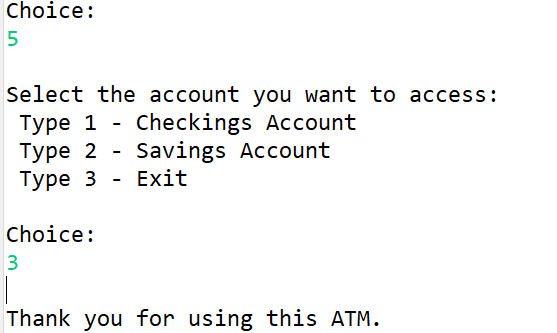 Choice:
5
Select the account you want to access:
Type 1 - Checkings Account
Type 2 - Savings Account
Type 3 - Exit
Choice:
3
Thank you for using this ATM.